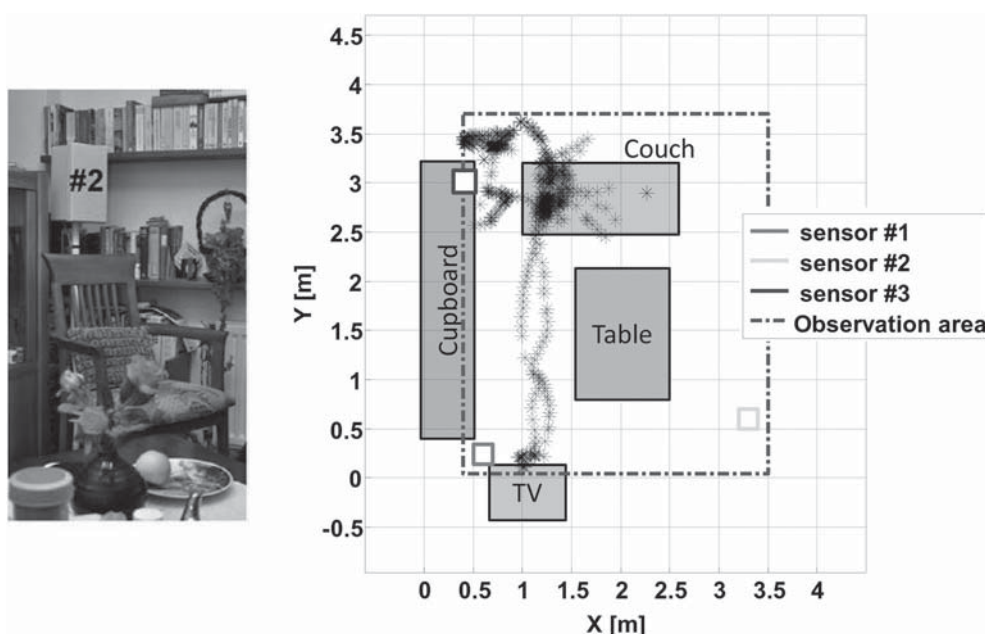 #2
4.5
4
3.5
3
2.5
2
1.5
1
0.5
0
-0.5
Y [m]
Couch
Cupboard
Table
TV
0 0.5 1 1.5 2 2.5 3 3.5 4
X [m]
sensor #1
sensor #2
sensor #3
Observation area